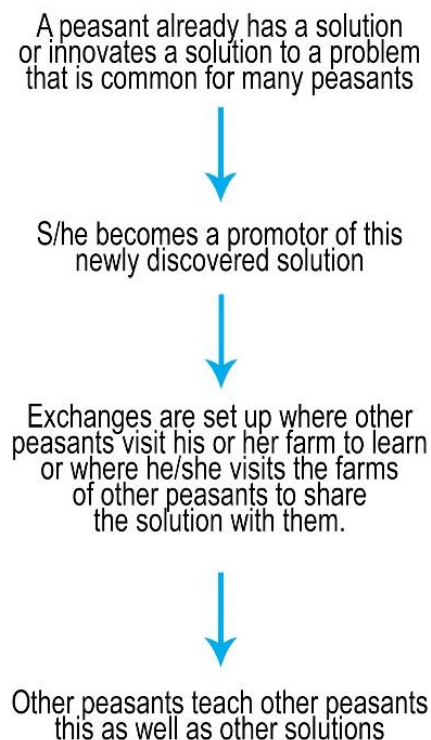 A peasant already has a solution
or innovates a solution to a problem
that is common for many peasants
S/he becomes a promotor of this
newly discovered solution
Exchanges are set up where other
peasants visit his or her farm to learn
or where he/she visits the farms
of other peasants to share
the solution with them.
Other peasants teach other peasants
this as well as other solutions